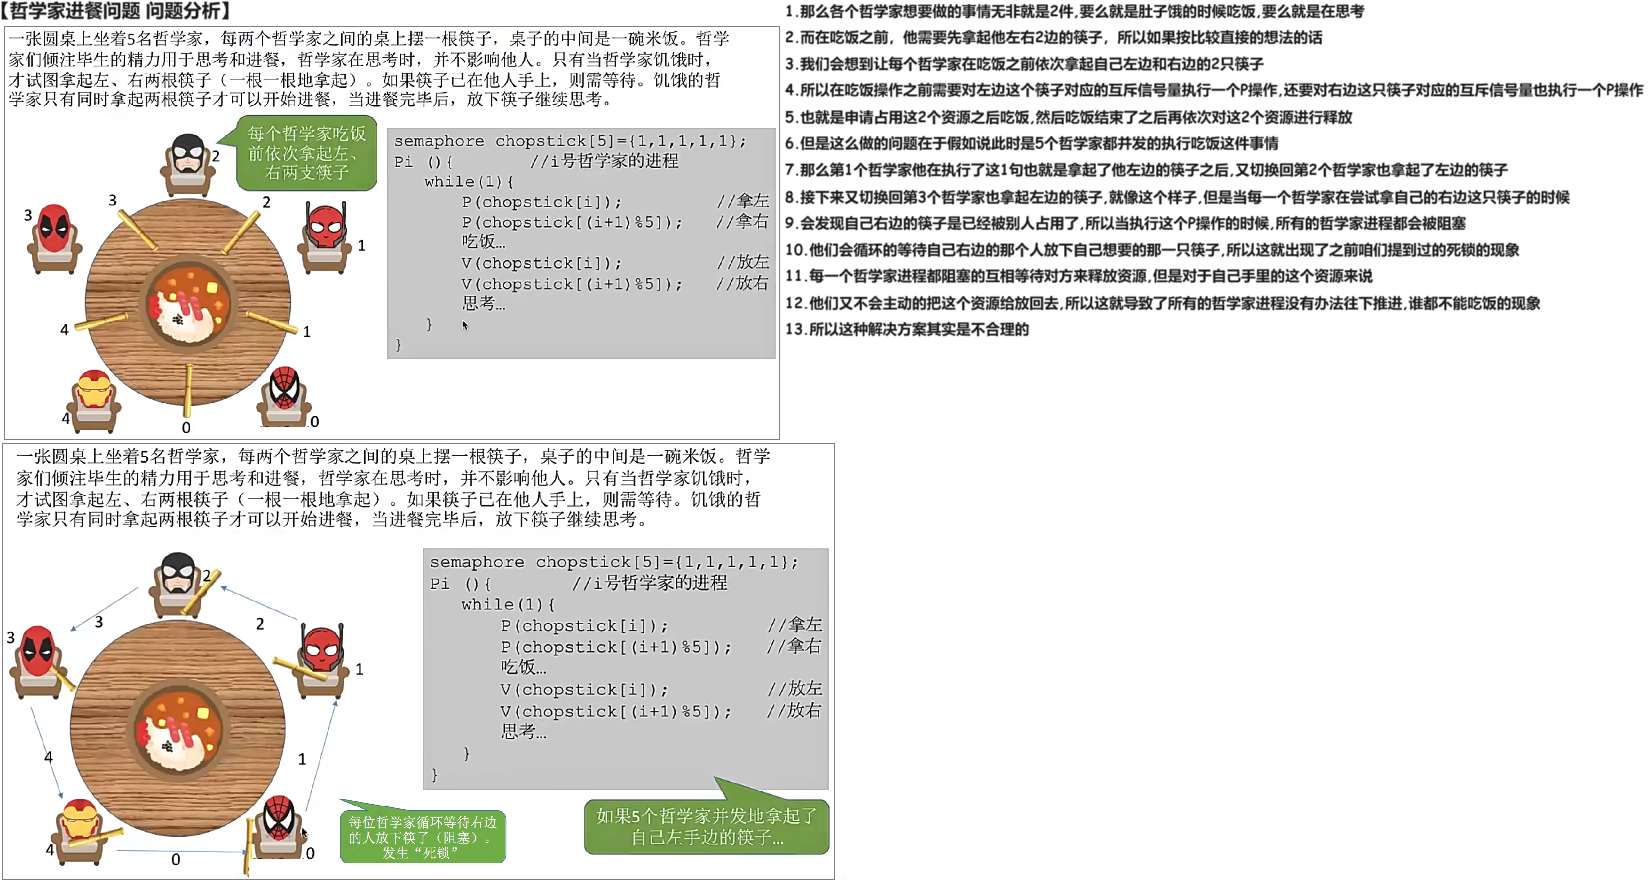 【哲学家进餐问题 问题分析】
一张圆桌上坐着5名哲学家，每两个哲学家之间的桌上摆一根筷子，桌子的中间是一碗米饭。哲学
家们倾注毕生的精力用于思考和进餐，哲学家在思考时，并不影响他人。只有当哲学家饥饿时，
才试图拿起左、右两根筷子（一根一根地拿起）。如果筷子已在他人手上，则需等待。饥饿的哲
学家只有同时拿起两根筷子才可以开始进餐，当进餐完毕后，放下筷子继续思考。
每个哲学家吃饭
前依次拿起左、
右两支筷子
2
3
2
3
1
4
1
4
0
0
semaphore chopstick[5]={1,1,1,1,1};
Pi (){ //i号哲学家的进程
while(1){
P(chopstick[i]); //拿左
P(chopstick[(i+1)%5]); //拿右
吃饭…
V(chopstick[i]); //放左
V(chopstick[(i+1)%5]); //放右
思考…
}
}
1.那么各个哲学家想要做的事情无非就是2件,要么就是肚子饿的时候吃饭,要么就是在思考
2.而在吃饭之前，他需要先拿起他左右2边的筷子，所以如果按比较直接的想法的话
3.我们会想到让每个哲学家在吃饭之前依次拿起自己左边和右边的2只筷子
4.所以在吃饭操作之前需要对左边这个筷子对应的互斥信号量执行一个P操作,还要对右边这只筷子对应的互斥信号量也执行一个P操作
5.也就是申请占用这2个资源之后吃饭,然后吃饭结束了之后再依次对这2个资源进行释放
6.但是这么做的问题在于假如说此时是5个哲学家都并发的执行吃饭这件事情
7.那么第1个哲学家他在执行了这1句也就是拿起了他左边的筷子之后,又切换回第2个哲学家也拿起了左边的筷子
8.接下来又切换回第3个哲学家也拿起左边的筷子,就像这个样子,但是当每一个哲学家在尝试拿自己的右边这只筷子的时候
9.会发现自己右边的筷子是已经被别人占用了,所以当执行这个P操作的时候,所有的哲学家进程都会被阻塞
10.他们会循环的等待自己右边的那个人放下自己想要的那一只筷子,所以这就出现了之前咱们提到过的死锁的现象
11.每一个哲学家进程都阻塞的互相等待对方来释放资源,但是对于自己手里的这个资源来说
12.他们又不会主动的把这个资源给放回去,所以这就导致了所有的哲学家进程没有办法往下推进,谁都不能吃饭的现象
13.所以这种解决方案其实是不合理的
一张圆桌上坐着5名哲学家，每两个哲学家之间的桌上摆一根筷子，桌子的中间是一碗米饭。哲学
家们倾注毕生的精力用于思考和进餐，哲学家在思考时，并不影响他人。只有当哲学家饥饿时，
才试图拿起左、右两根筷子（一根一根地拿起）。如果筷子已在他人手上，则需等待。饥饿的哲
学家只有同时拿起两根筷子才可以开始进餐，当进餐完毕后，放下筷子继续思考。
2
3
2
3
1
4
1
4
0
0
semaphore chopstick[5]={1,1,1,1,1};
Pi (){ //i号哲学家的进程
while(1){
P(chopstick[i]); //拿左
P(chopstick[(i+1)%5]); //拿右
吃饭…
V(chopstick[i]); //放左
V(chopstick[(i+1)%5]); //放右
思考…
}
}
每位哲学家循环等待右边
的人放下筷子（阻塞）。
发生“死锁”
如果5个哲学家并发地拿起了
自己左手边的筷子…